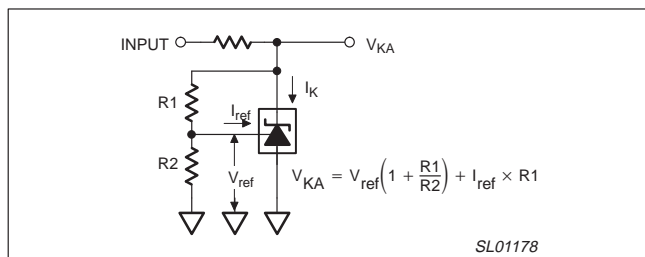 INPUT
V_KA
I_K
R1
I_ref
R2
V_ref
V_KA = V_ref(1 + R1/R2) + I_ref × R1
SL01178